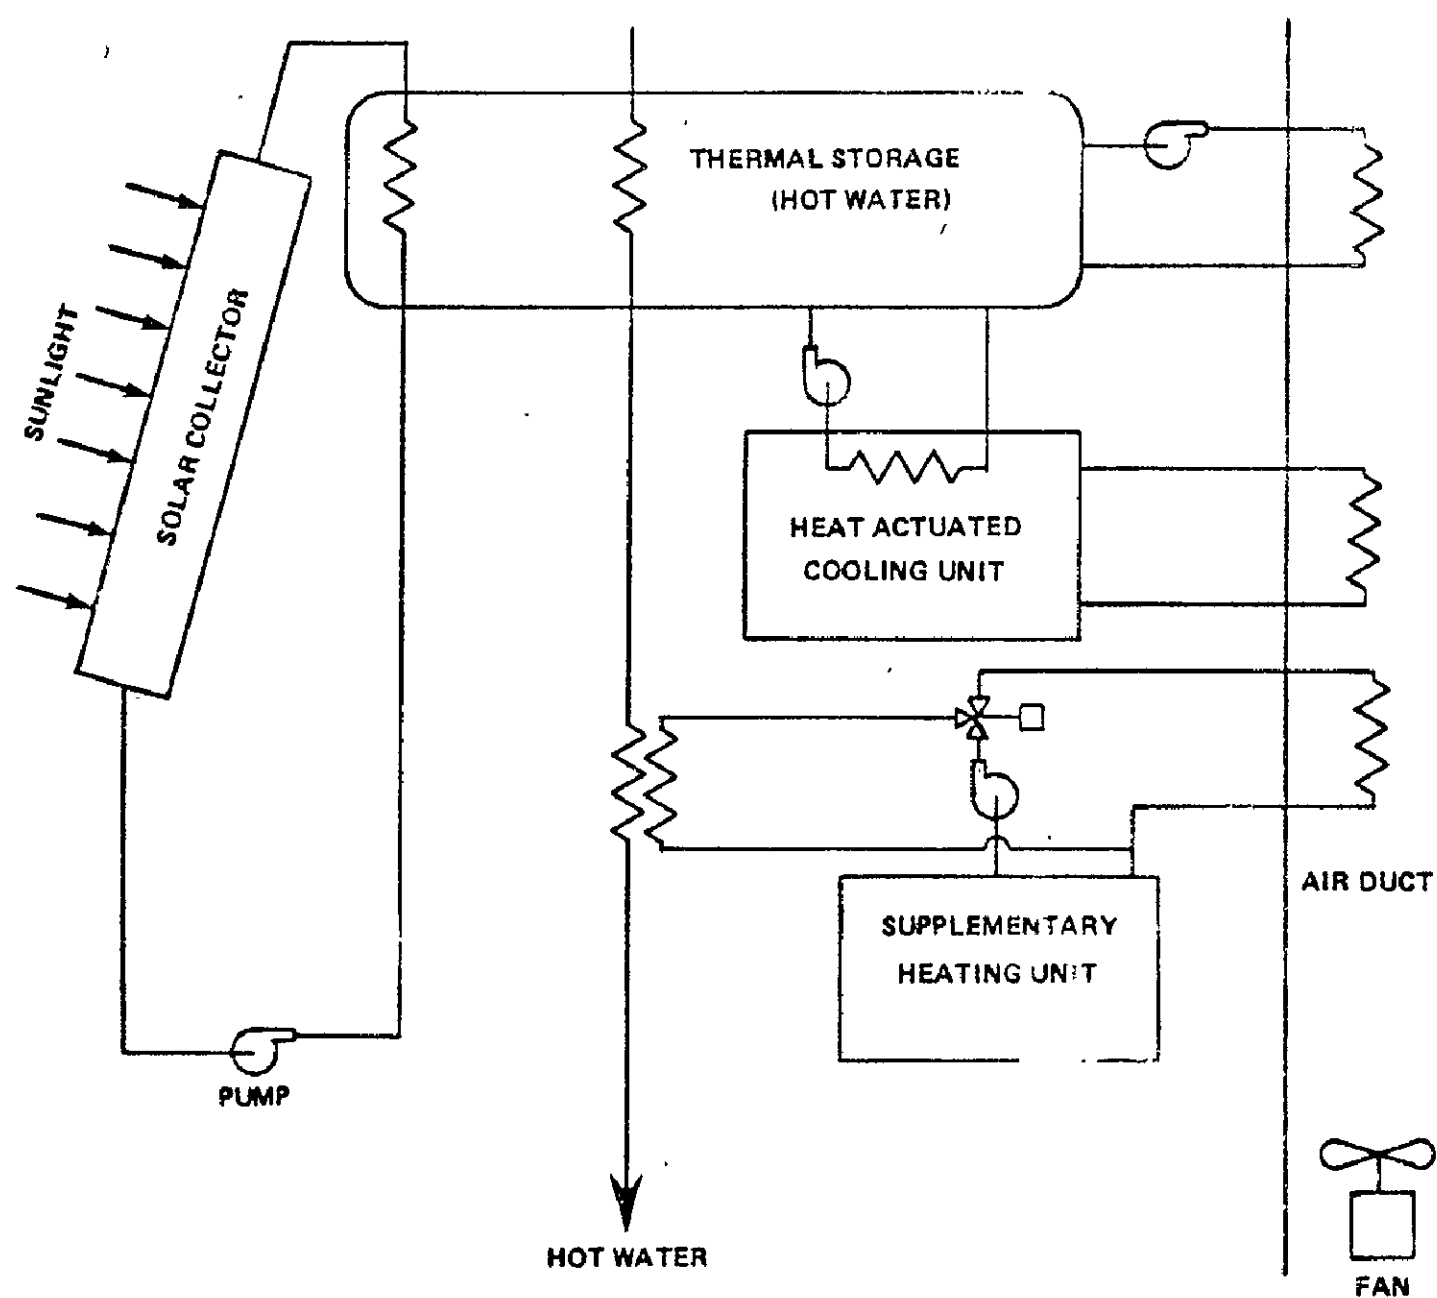 THERMAL STORAGE
(HOT WATER)
SUNLIGHT
SOLAR COLLECTOR
HEAT ACTUATED
COOLING UNIT
AIR DUCT
SUPPLEMENTARY
HEATING UNIT
PUMP
HOT WATER
FAN